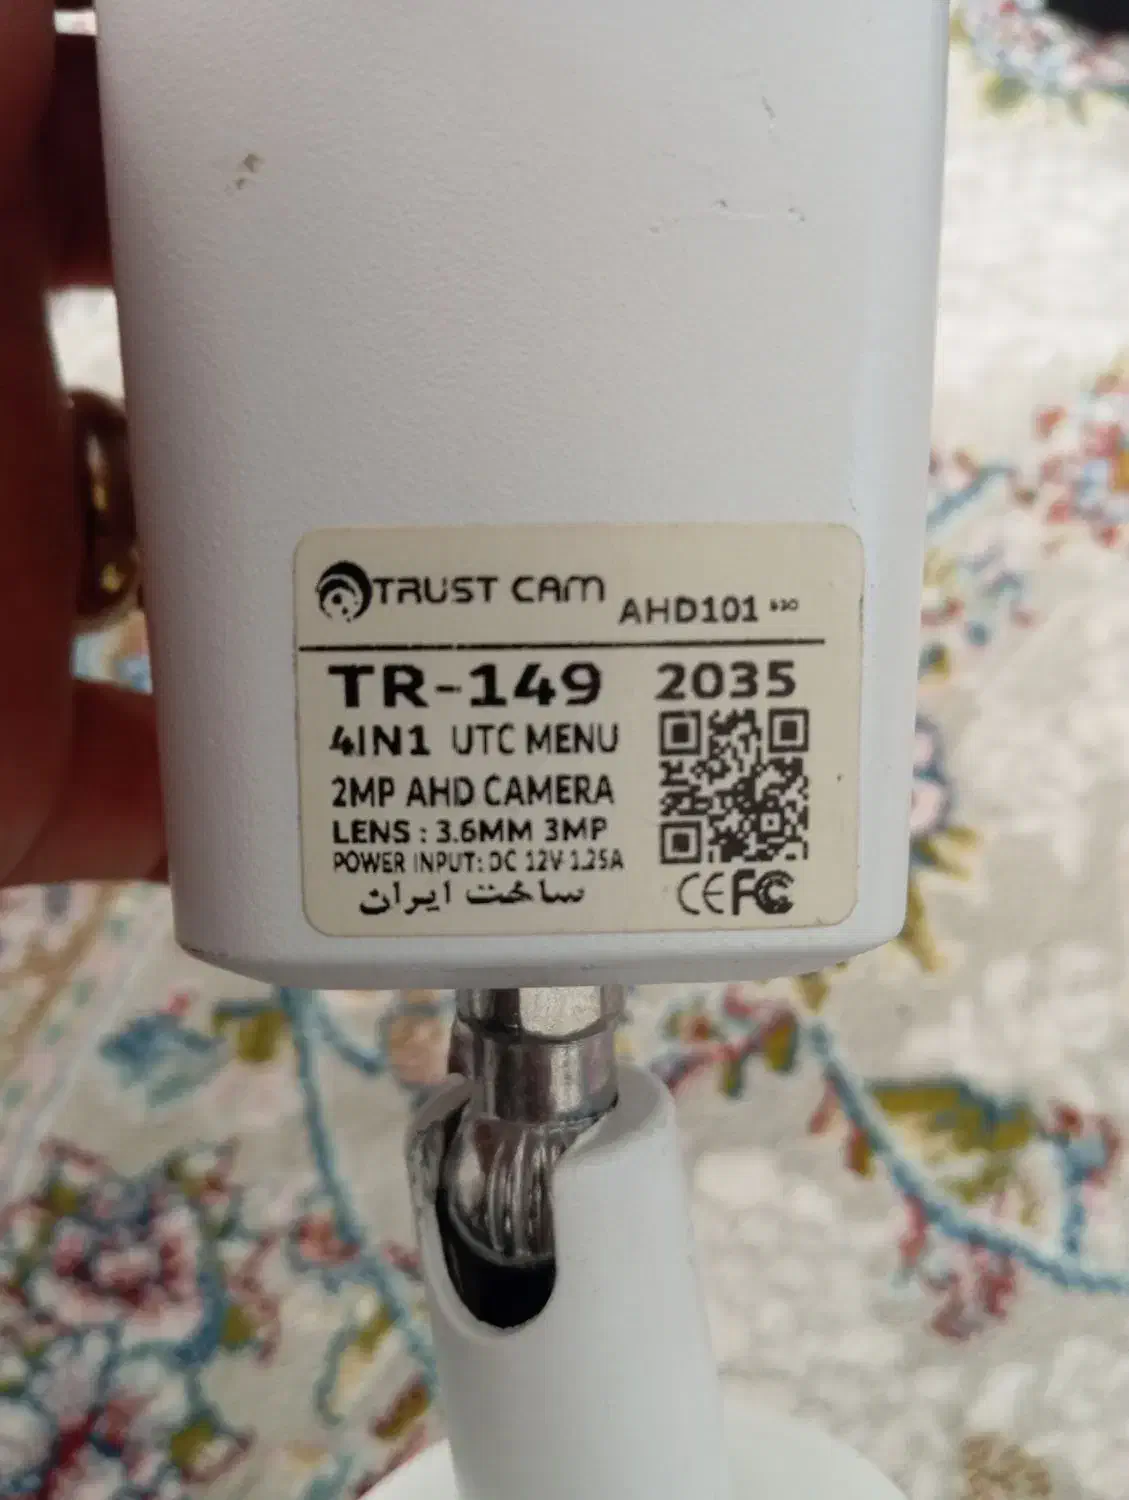 TRUST CAM AHD101
TR-149 2035
4IN1 UTC MENU
2MP AHD CAMERA
LENS : 3.6MM 3MP
POWER INPUT: DC 12V 1.25A
ساخت ایران
CE FC